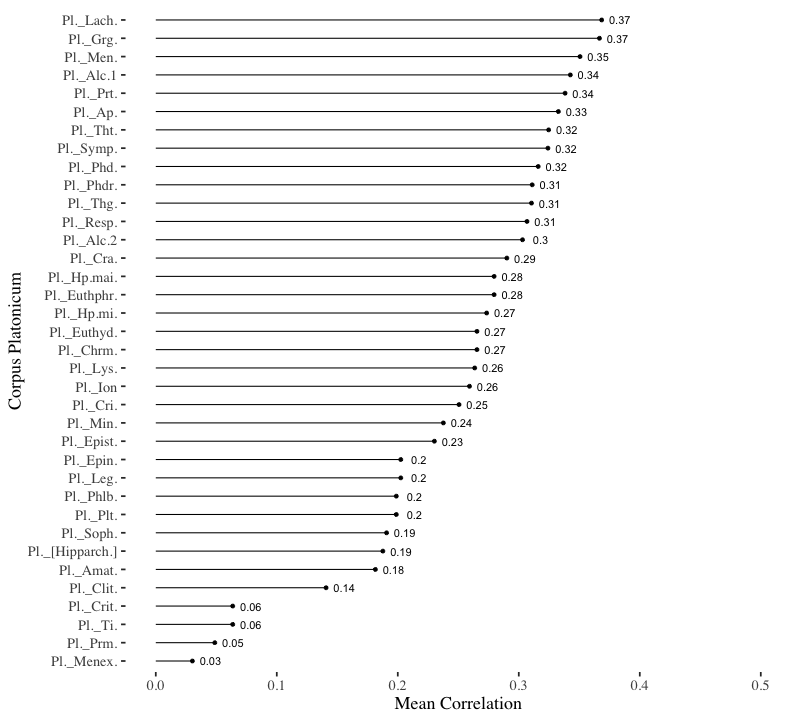 Pl._Lach. 0.37
Pl._Grg. 0.37
Pl._Men. 0.35
Pl._Alc.1 0.34
Pl._Prt. 0.34
Pl._Ap. 0.33
Pl._Tht. 0.32
Pl._Symp. 0.32
Pl._Phd. 0.32
Pl._Phdr. 0.31
Pl._Thg. 0.31
Pl._Resp. 0.31
Pl._Alc.2 0.3
Pl._Cra. 0.29
Pl._Hp.mai. 0.28
Pl._Euthphr. 0.28
Pl._Hp.mi. 0.27
Pl._Euthyd. 0.27
Pl._Chrm. 0.27
Pl._Lys. 0.26
Pl._Ion 0.26
Pl._Cri. 0.25
Pl._Min. 0.24
Pl._Epist. 0.23
Pl._Epin. 0.2
Pl._Leg. 0.2
Pl._Phlb. 0.2
Pl._Plt. 0.2
Pl._Soph. 0.19
Pl._[Hipparch.] 0.19
Pl._Amat. 0.18
Pl._Clit. 0.14
Pl._Crit. 0.06
Pl._Ti. 0.06
Pl._Prm. 0.05
Pl._Menex. 0.03
Corpus Platonicum
0.0 0.1 0.2 0.3 0.4 0.5
Mean Correlation